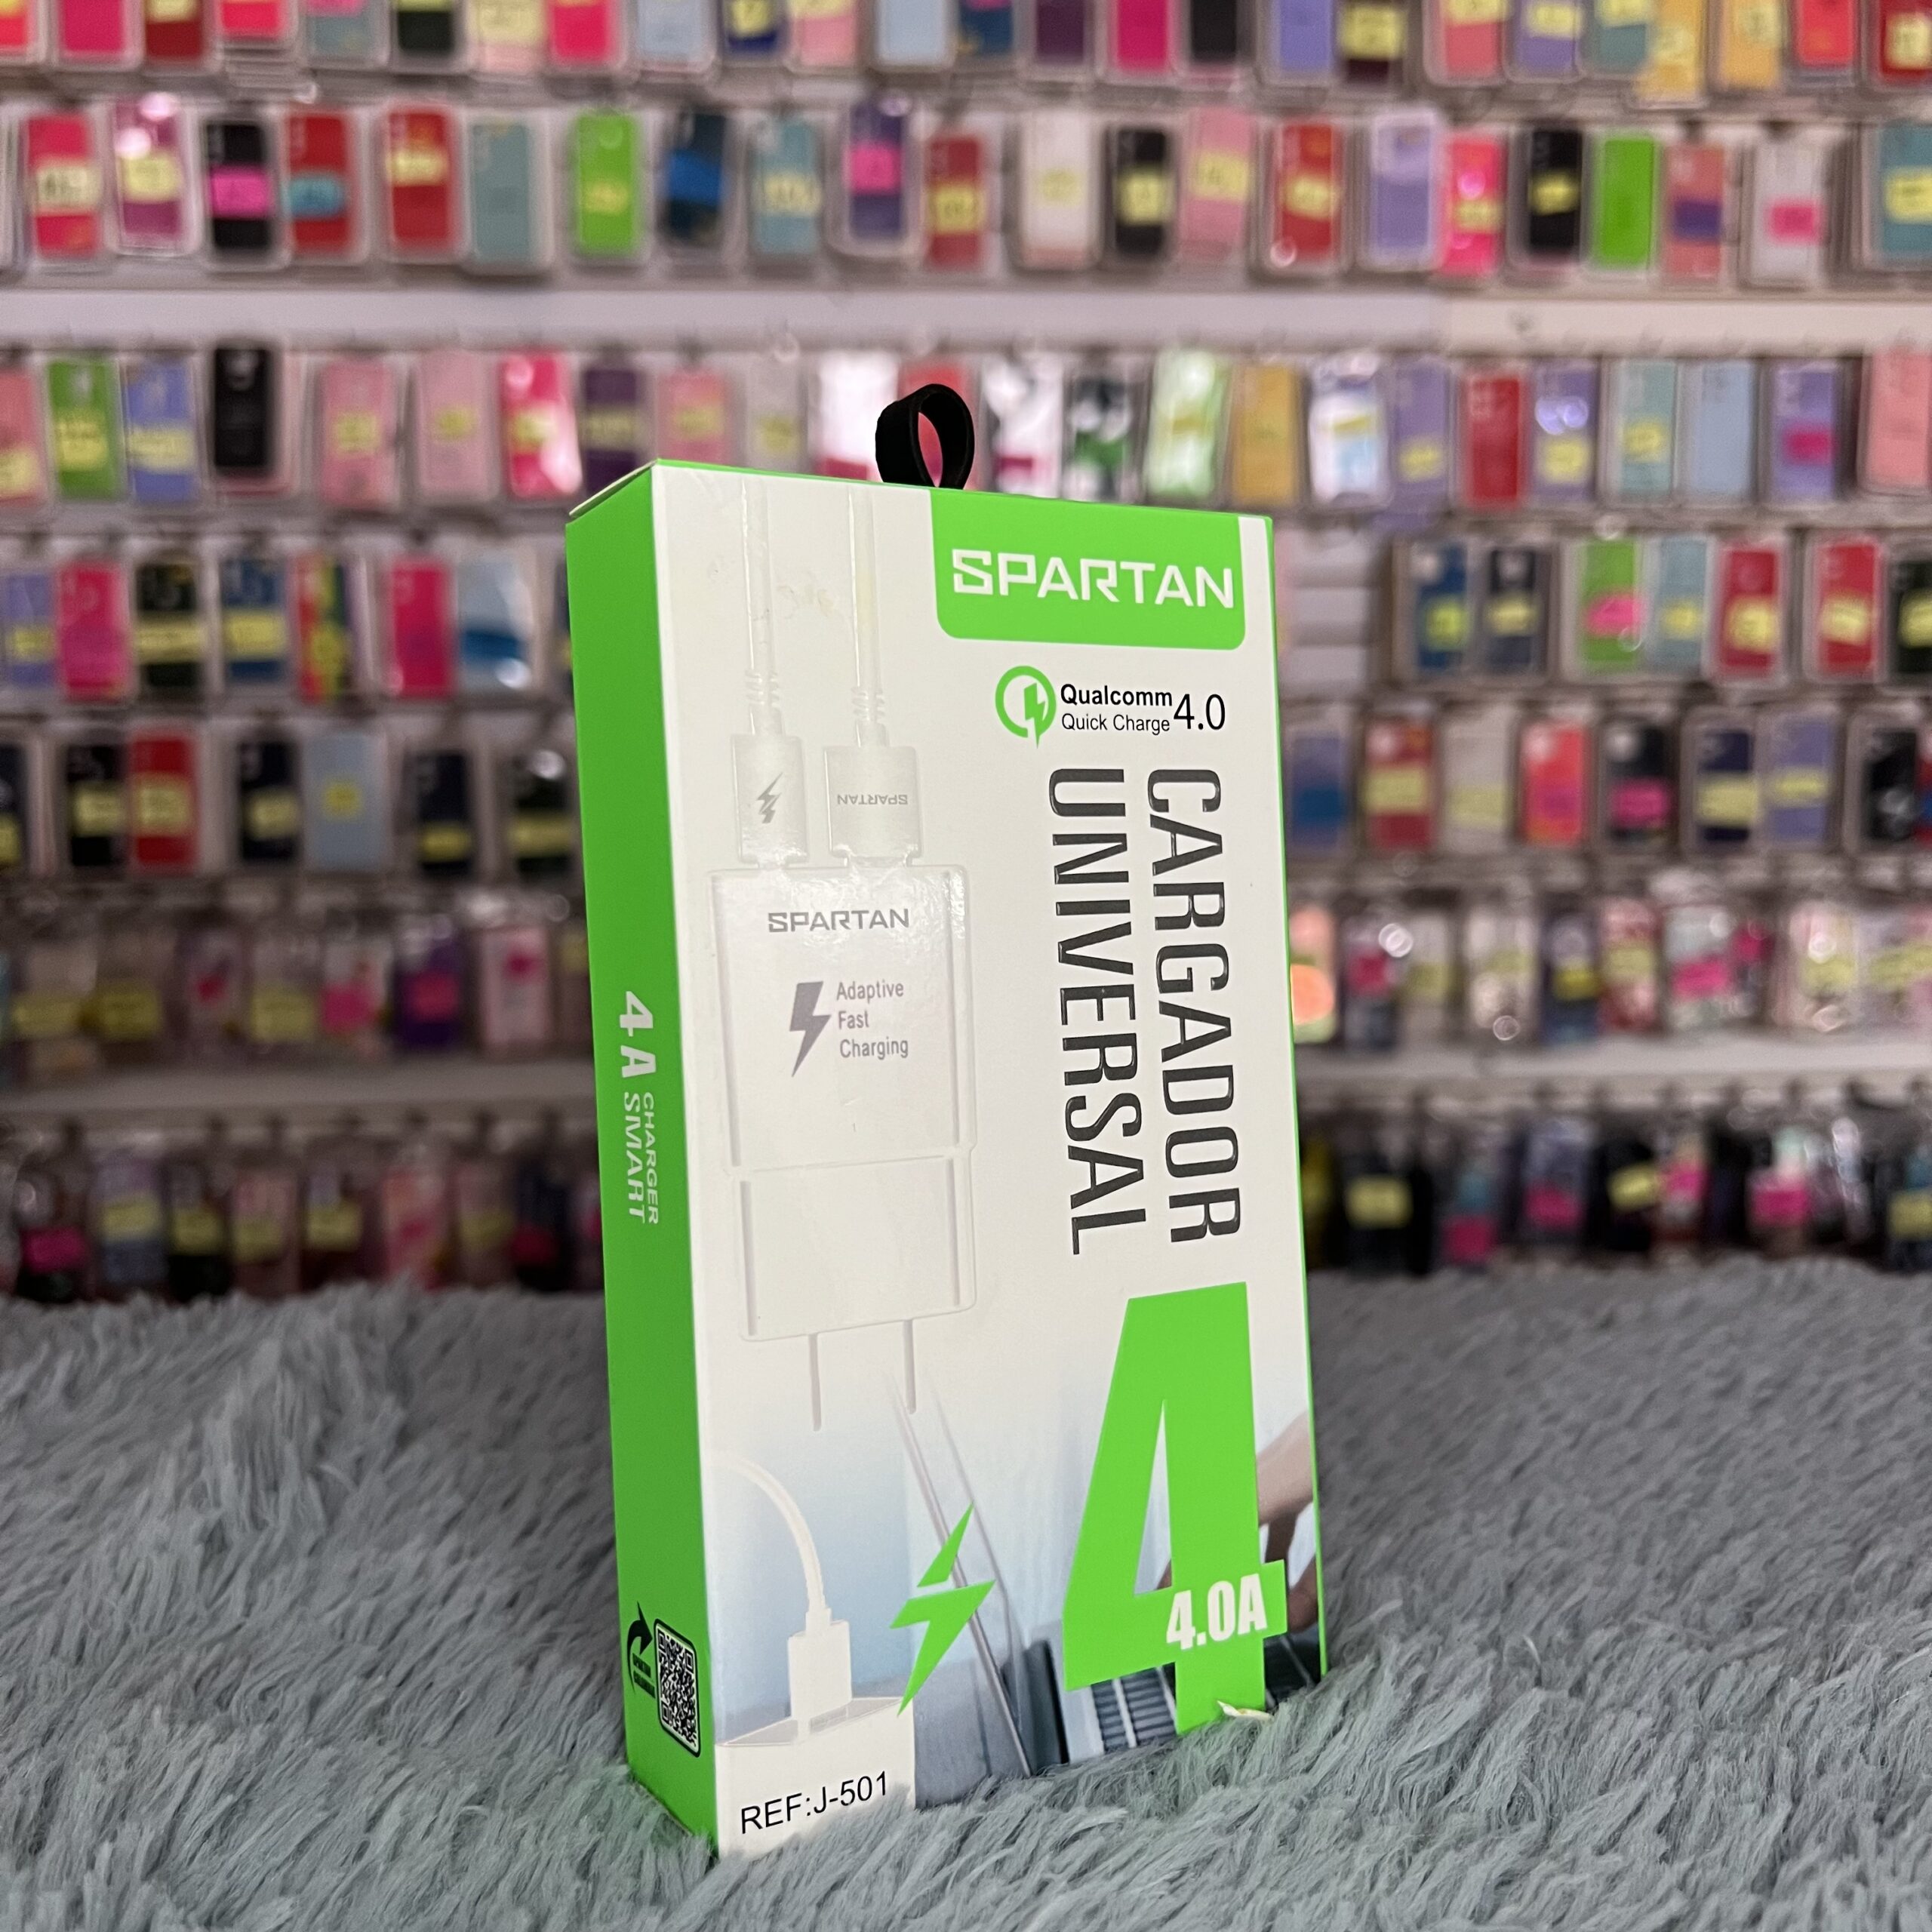 SPARTAN
Qualcomm
Quick Charge 4.0
CARGADOR
UNIVERSAL
SPARTAN
SPARTAN
Adaptive
Fast
Charging
4
4.0A
REF:J-501
4A CHARGER
SMART